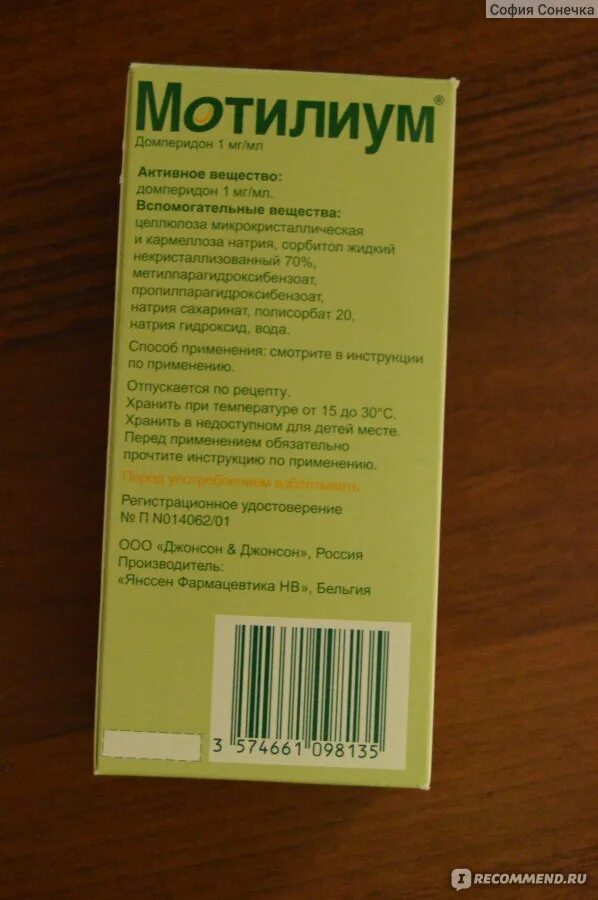 София Сонечка
Мотилиум®
Домперидон 1 мг/мл
Активное вещество:
домперидон 1 мг/мл.
Вспомогательные вещества:
целлюлоза микрокристаллическая
и кармеллоза натрия, сорбитол жидкий
некристаллизованный 70%,
метилпарагидроксибензоат,
пропилпарагидроксибензоат,
натрия сахаринат, полисорбат 20,
натрия гидроксид, вода.
Способ применения: смотрите в инструкции
по применению.
Отпускается по рецепту.
Хранить при температуре от 15 до 30°С.
Хранить в недоступном для детей месте.
Перед применением обязательно
прочтите инструкцию по применению.
Перед употреблением взбалтывать.
Регистрационное удостоверение
№ П N014062/01
ООО «Джонсон & Джонсон», Россия
Производитель:
«Янссен Фармацевтика НВ», Бельгия
3 574661 098135
I RECOMMEND.RU